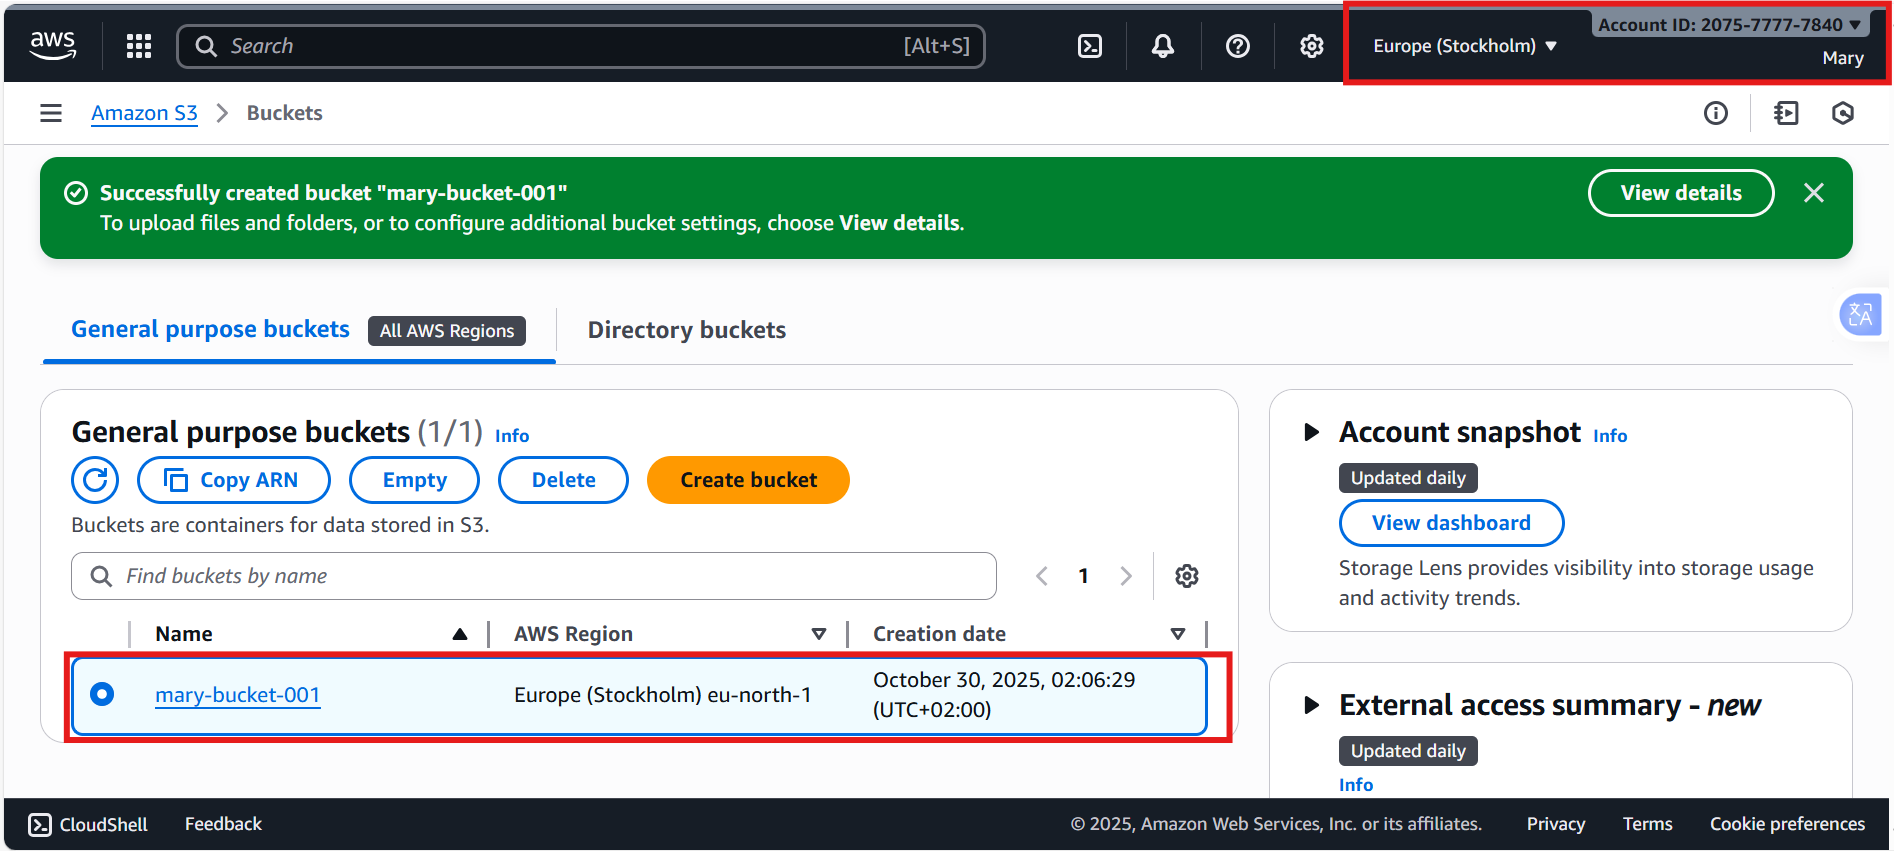 aws
Search [Alt+S]
Europe (Stockholm)
Account ID: 2075-7777-7840
Mary
Amazon S3 Buckets
Successfully created bucket "mary-bucket-001"
To upload files and folders, or to configure additional bucket settings, choose View details.
View details
General purpose buckets All AWS Regions
Directory buckets
General purpose buckets (1/1) Info
Copy ARN Empty Delete Create bucket
Buckets are containers for data stored in S3.
Find buckets by name
1
Name AWS Region Creation date
mary-bucket-001 Europe (Stockholm) eu-north-1 October 30, 2025, 02:06:29
(UTC+02:00)
Account snapshot Info
Updated daily
View dashboard
Storage Lens provides visibility into storage usage
and activity trends.
External access summary - new
Updated daily
Info
CloudShell Feedback © 2025, Amazon Web Services, Inc. or its affiliates. Privacy Terms Cookie preferences